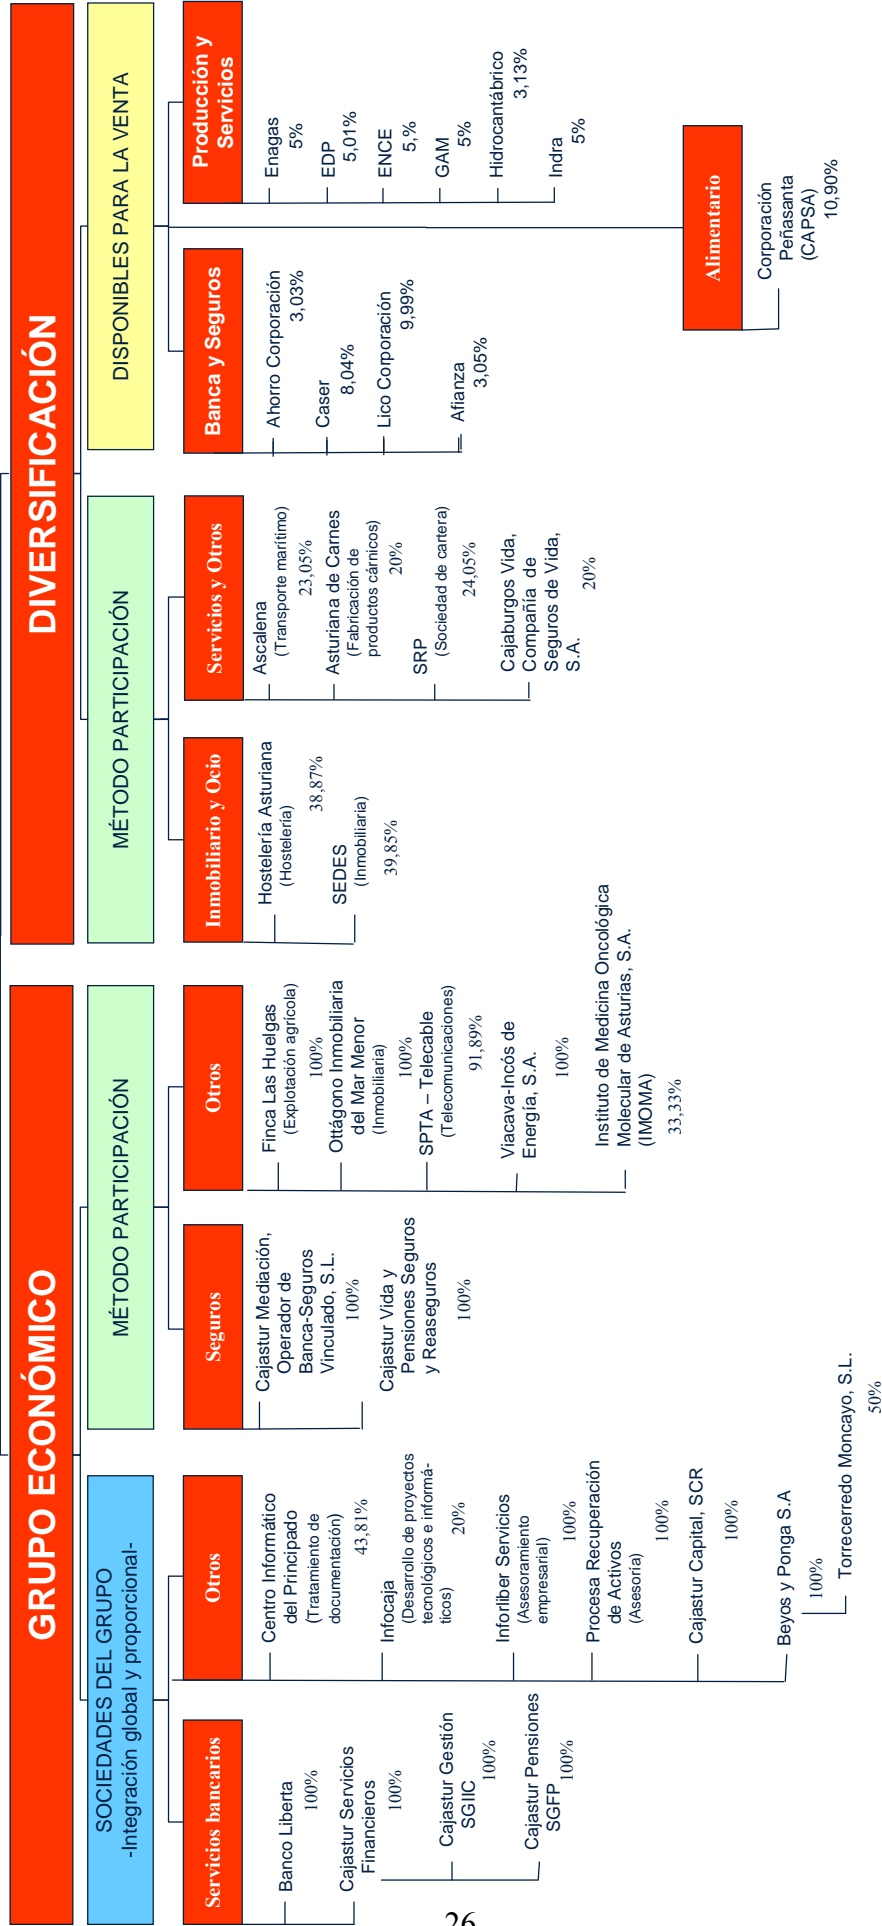 GRUPO ECONÓMICO
SOCIEDADES DEL GRUPO
-Integración global y proporcional-
Servicios bancarios
Banco Liberta
100%
Cajastur Servicios
Financieros
100%
Cajastur Gestión
SGIIC
100%
Cajastur Pensiones
SGFP
100%
Otros
Centro Informático
del Principado
(Tratamiento de
documentación)
43,81%
Infocaja
(Desarrollo de proyectos
tecnológicos e informá-
ticos)
20%
Inforliber Servicios
(Asesoramiento
empresarial)
100%
Procesa Recuperación
de Activos
(Asesoría)
100%
Cajastur Capital, SCR
100%
Beyos y Ponga S.A
100%
Torrecerredo Moncayo, S.L.
50%
MÉTODO PARTICIPACIÓN
Seguros
Cajastur Mediación,
Operador de
Banca-Seguros
Vinculado, S.L.
100%
Cajastur Vida y
Pensiones Seguros
y Reaseguros
100%
Otros
Finca Las Huelgas
(Explotación agrícola)
100%
Ottágono Inmobiliaria
del Mar Menor
(Inmobiliaria)
100%
SPTA – Telecable
(Telecomunicaciones)
91,89%
Viacava-Incós de
Energía, S.A.
100%
Instituto de Medicina Oncológica
Molecular de Asturias, S.A.
(IMOMA)
33,33%
DIVERSIFICACIÓN
MÉTODO PARTICIPACIÓN
Inmobiliario y Ocio
Hostelería Asturiana
(Hostelería)
38,87%
SEDES
(Inmobiliaria)
39,85%
Servicios y Otros
Ascalena
(Transporte marítimo)
23,05%
Asturiana de Carnes
(Fabricación de
productos cárnicos)
20%
SRP
(Sociedad de cartera)
24,05%
Cajaburgos Vida,
Compañía de
Seguros de Vida,
S.A.
20%
DISPONIBLES PARA LA VENTA
Banca y Seguros
Ahorro Corporación
3,03%
Caser
8,04%
Lico Corporación
9,99%
Afianza
3,05%
Producción y
Servicios
Enagas
5%
EDP
5,01%
ENCE
5,%
GAM
5%
Hidrocantábrico
3,13%
Indra
5%
Alimentario
Corporación
Peñasanta
(CAPSA)
10,90%
26